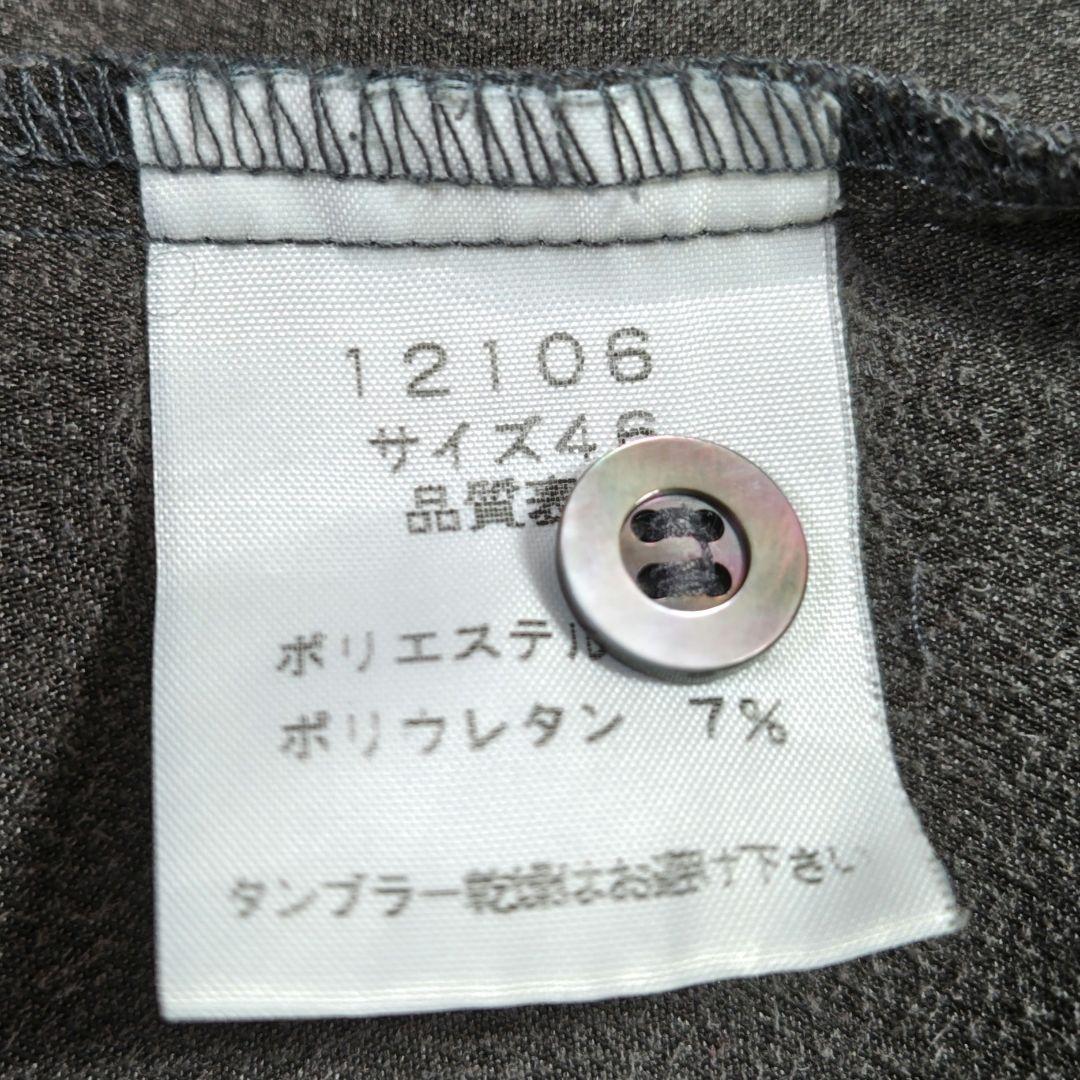 12106
サイズ46
品質表
ポリエステル
ポリウレタン 7%
タンブラー乾燥はお避け下さい